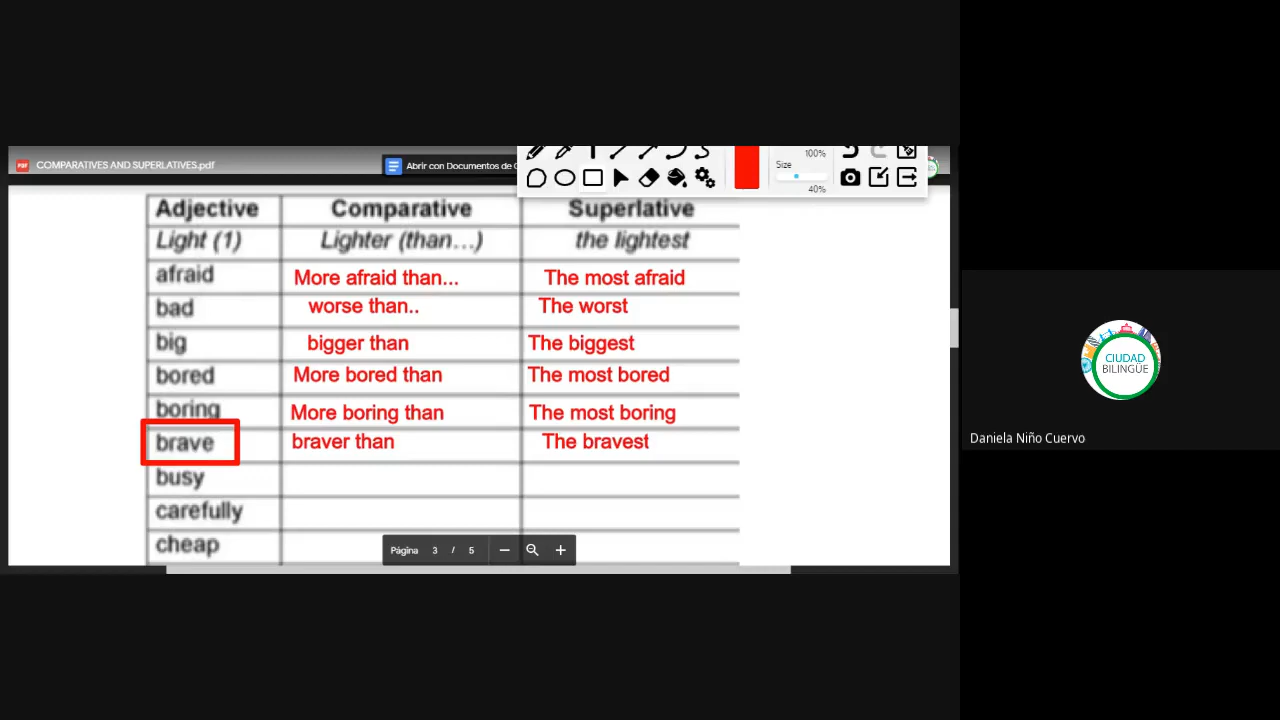 COMPARATIVES AND SUPERLATIVES.pdf
Abrir con Documentos de
100%
Size
40%
Adjective Comparative Superlative
Light (1) Lighter (than...) the lightest
afraid More afraid than... The most afraid
bad worse than.. The worst
big bigger than The biggest
bored More bored than The most bored
boring More boring than The most boring
brave braver than The bravest
busy
carefully
cheap
Página 3 / 5
CIUDAD
BILINGÜE
Daniela Niño Cuervo